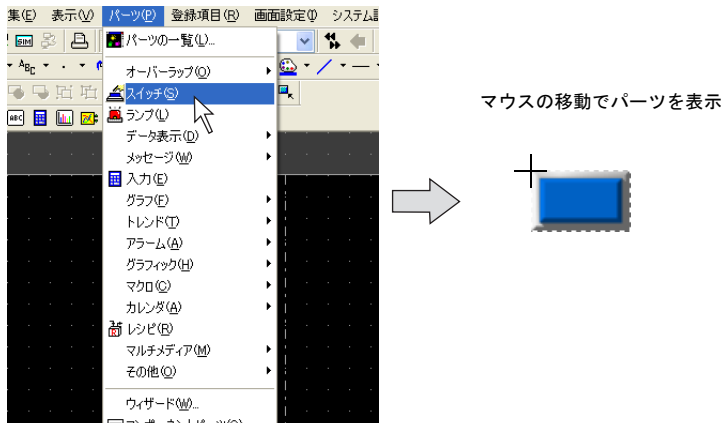 集(E) 表示(V) パーツ(P) 登録項目(R) 画面設定(I) システム設
SIM
パーツの一覧(L)...
ABC
オーバーラップ(O)
スイッチ(S)
ランプ(L)
ABC
データ表示(D)
メッセージ(W)
入力(E)
グラフ(F)
トレンド(T)
アラーム(A)
グラフィック(H)
マクロ(C)
カレンダ(A)
レシピ(R)
マルチメディア(M)
その他(O)
ウィザード(W)...
マウスの移動でパーツを表示